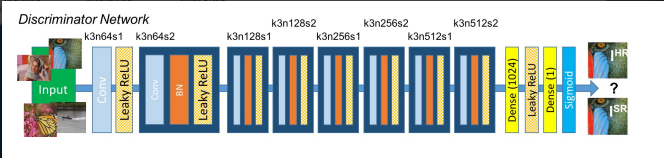 Discriminator Network
k3n128s2
k3n256s2
k3n512s2
k3n64s1
k3n64s2
k3n128s1
k3n256s1
k3n512s1
Input
Conv
Leaky ReLU
Conv
BN
Leaky ReLU
Dense (1024)
Leaky ReLU
Dense (1)
Sigmoid
I HR
?
I SR